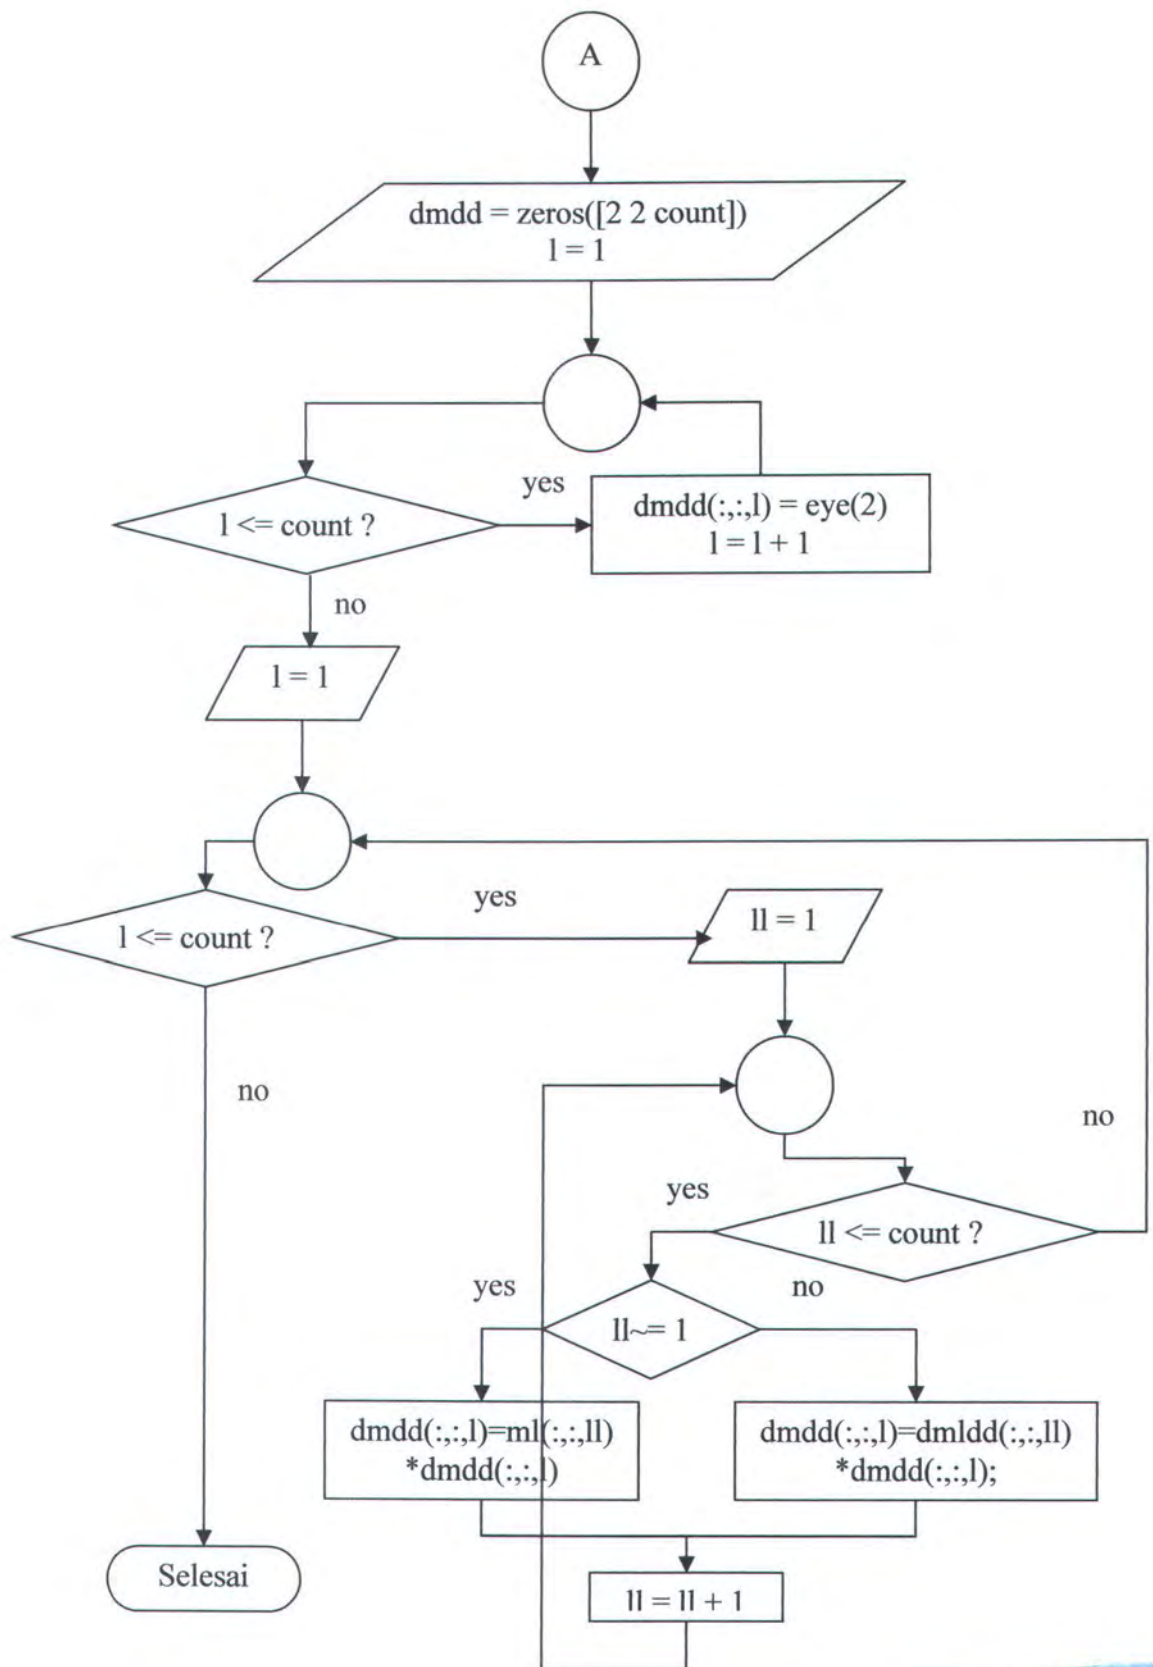 A
dmdd = zeros([2 2 count])
l = 1
yes
l <= count ?
dmdd(:,:,l) = eye(2)
l = l + 1
no
l = 1
yes
l <= count ?
ll = 1
no
no
yes
ll <= count ?
yes
no
ll~= 1
dmdd(:,:,l)=ml(:,:,ll)
*dmdd(:,:,l)
dmdd(:,:,l)=dmldd(:,:,ll)
*dmdd(:,:,l);
Selesai
ll = ll + 1